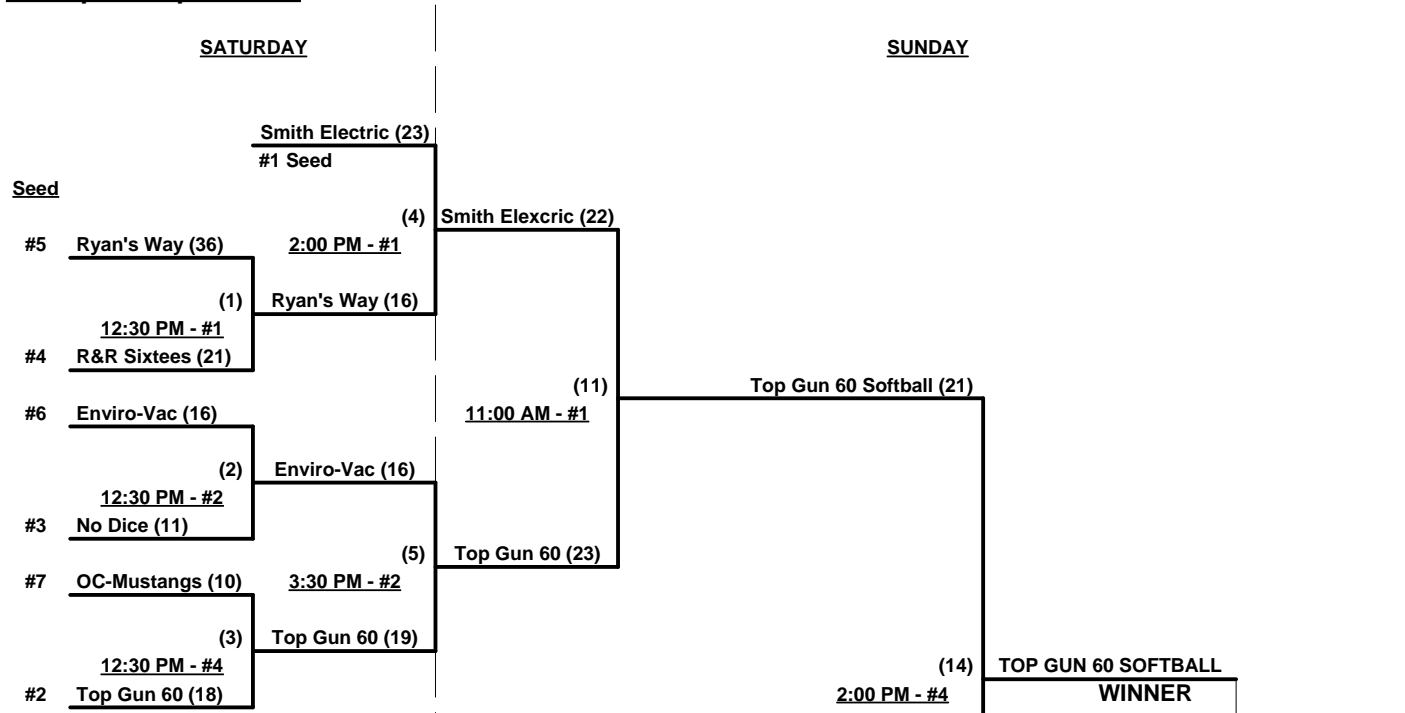 SATURDAY
SUNDAY
Smith Electric (23)
#1 Seed
Seed
(4)
Smith Elexcric (22)
#5
Ryan's Way (36)
2:00 PM - #1
(1)
Ryan's Way (16)
12:30 PM - #1
#4
R&R Sixtees (21)
(11)
Top Gun 60 Softball (21)
#6
Enviro-Vac (16)
11:00 AM - #1
(2)
Enviro-Vac (16)
12:30 PM - #2
#3
No Dice (11)
(5)
Top Gun 60 (23)
#7
OC-Mustangs (10)
3:30 PM - #2
(3)
Top Gun 60 (19)
12:30 PM - #4
(14)
TOP GUN 60 SOFTBALL
#2
Top Gun 60 (18)
2:00 PM - #4
WINNER